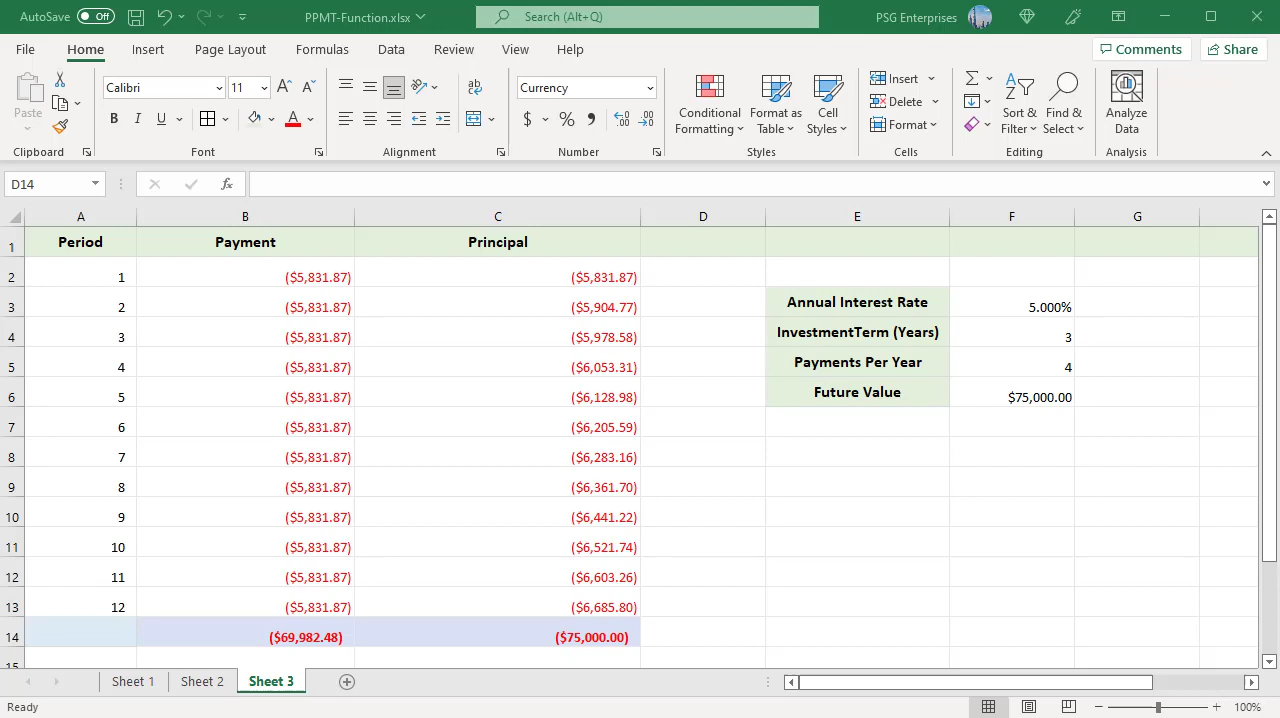 AutoSave Off PPMT-Function.xlsx Search (Alt+Q) PSG Enterprises
File Home Insert Page Layout Formulas Data Review View Help Comments Share
Paste
Clipboard
Calibri 11
B I U A
Font
ab
Alignment
Currency
$ % 9 .00 .00
Number
Conditional Formatting
Format as Table
Cell Styles
Styles
Insert
Delete
Format
Cells
Sort & Filter
Find & Select
Editing
Analyze Data
Analysis
D14 fx
A B C D E F G
1 Period Payment Principal
2 1 ($5,831.87) ($5,831.87)
3 2 ($5,831.87) ($5,904.77) Annual Interest Rate 5.000%
4 3 ($5,831.87) ($5,978.58) InvestmentTerm (Years) 3
5 4 ($5,831.87) ($6,053.31) Payments Per Year 4
6 5 ($5,831.87) ($6,128.98) Future Value $75,000.00
7 6 ($5,831.87) ($6,205.59)
8 7 ($5,831.87) ($6,283.16)
9 8 ($5,831.87) ($6,361.70)
10 9 ($5,831.87) ($6,441.22)
11 10 ($5,831.87) ($6,521.74)
12 11 ($5,831.87) ($6,603.26)
13 12 ($5,831.87) ($6,685.80)
14 ($69,982.48) ($75,000.00)
15
Sheet 1 Sheet 2 Sheet 3
Ready 100%